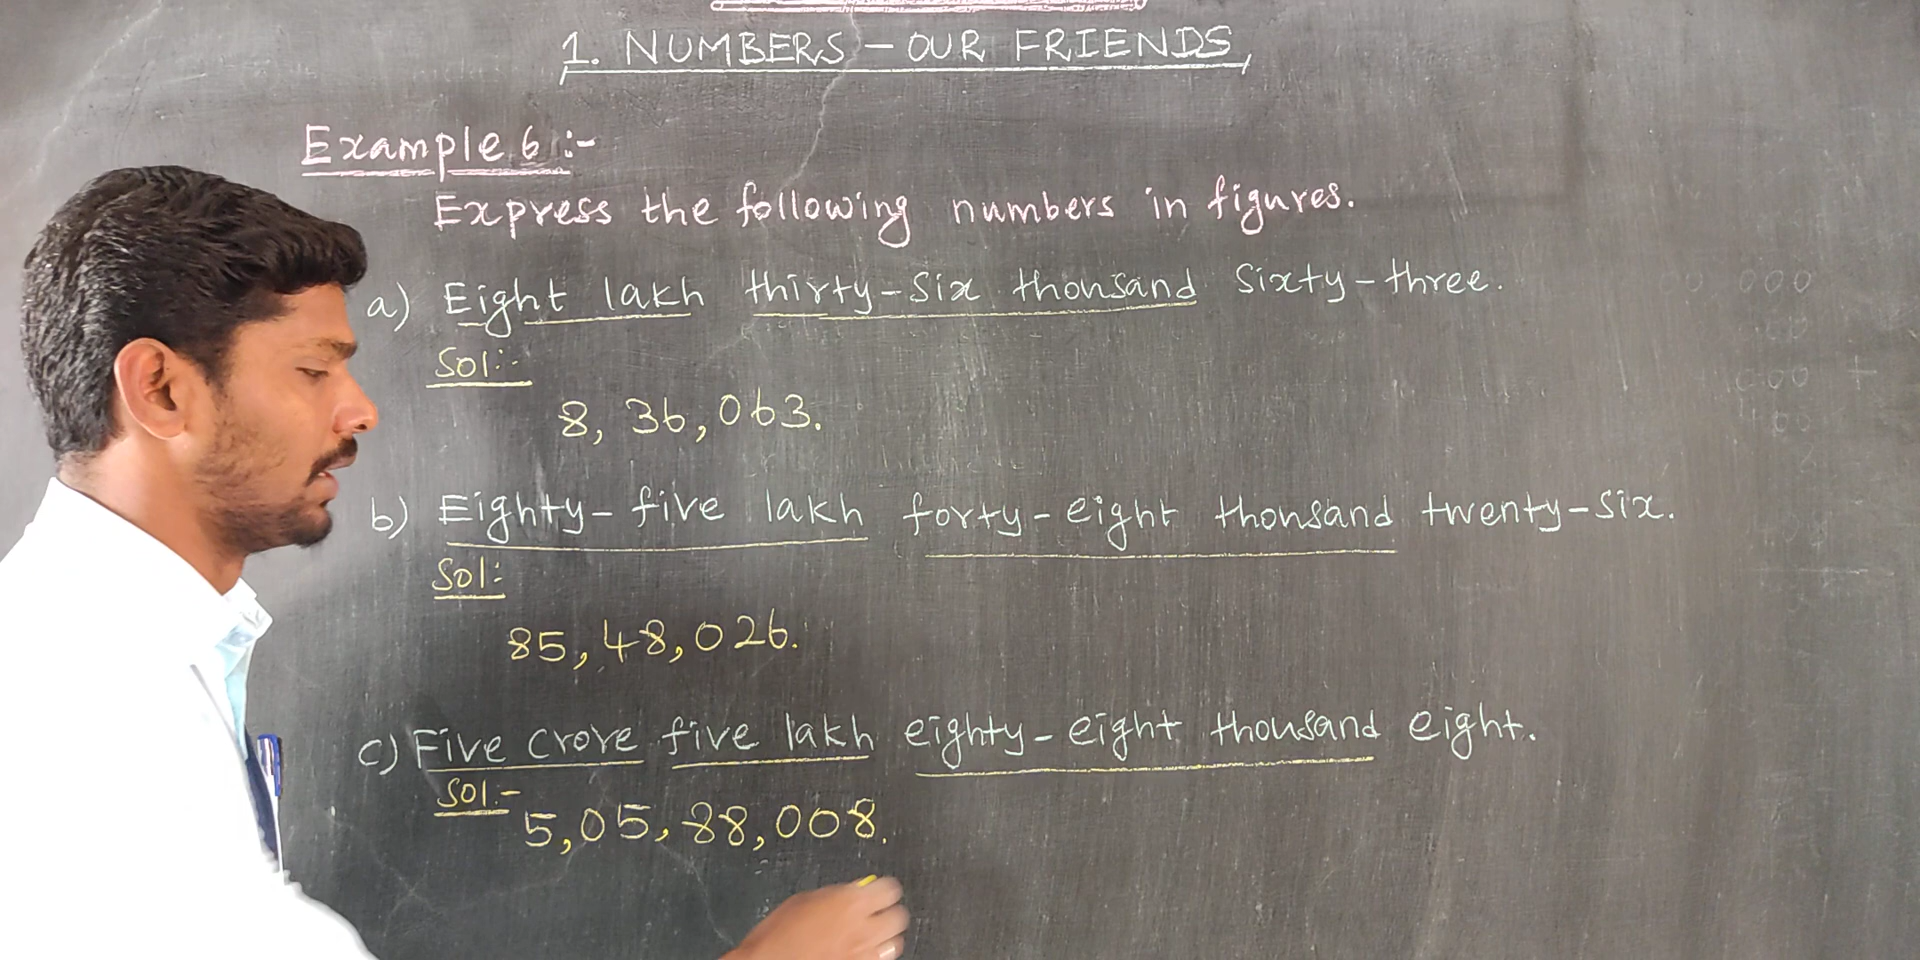 1. NUMBERS – OUR FRIENDS
Example 6 :-
Express the following numbers in figures.
a) Eight lakh thirty-six thousand sixty-three.
Sol:-
8, 36, 063.
b) Eighty-five lakh forty-eight thousand twenty-six.
Sol:
85, 48, 026.
c) Five crore five lakh eighty-eight thousand eight.
Sol:-
5,05,88,008.